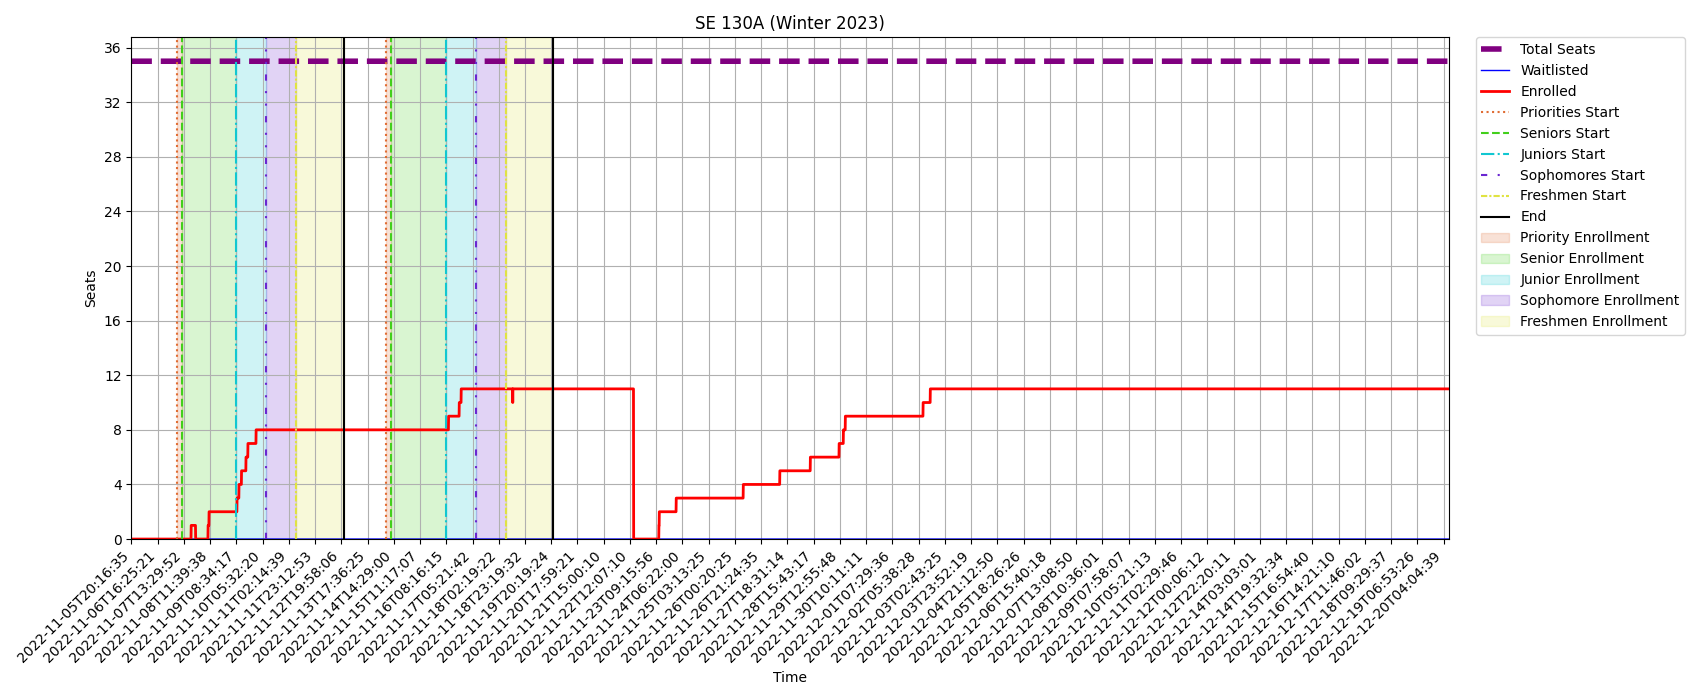 SE 130A (Winter 2023)
36
32
28
24
20
16
12
8
4
0
Seats
2022-11-05T20:16:35
2022-11-06T16:25:21
2022-11-07T13:29:52
2022-11-08T11:39:38
2022-11-09T08:34:17
2022-11-10T05:32:20
2022-11-11T02:14:39
2022-11-11T23:12:53
2022-11-12T19:58:06
2022-11-13T17:36:25
2022-11-14T14:29:00
2022-11-15T11:17:07
2022-11-16T08:16:15
2022-11-17T05:21:42
2022-11-18T02:19:22
2022-11-18T23:19:32
2022-11-19T20:19:24
2022-11-20T17:59:21
2022-11-21T15:00:10
2022-11-22T12:07:10
2022-11-23T09:15:56
2022-11-24T06:22:00
2022-11-25T03:13:25
2022-11-26T00:20:25
2022-11-26T21:24:35
2022-11-27T18:31:14
2022-11-28T15:43:17
2022-11-29T12:55:48
2022-11-30T10:11:11
2022-12-01T07:29:36
2022-12-02T05:38:28
2022-12-03T02:43:25
2022-12-03T23:52:19
2022-12-04T21:12:50
2022-12-05T18:26:26
2022-12-06T15:40:18
2022-12-07T13:08:50
2022-12-08T10:36:01
2022-12-09T07:58:07
2022-12-10T05:21:13
2022-12-11T02:29:46
2022-12-12T00:06:12
2022-12-12T22:20:11
2022-12-14T03:03:01
2022-12-14T19:32:34
2022-12-15T16:54:40
2022-12-16T14:21:10
2022-12-17T11:46:02
2022-12-18T09:29:37
2022-12-19T06:53:26
2022-12-20T04:04:39
Time
Total Seats
Waitlisted
Enrolled
Priorities Start
Seniors Start
Juniors Start
Sophomores Start
Freshmen Start
End
Priority Enrollment
Senior Enrollment
Junior Enrollment
Sophomore Enrollment
Freshmen Enrollment